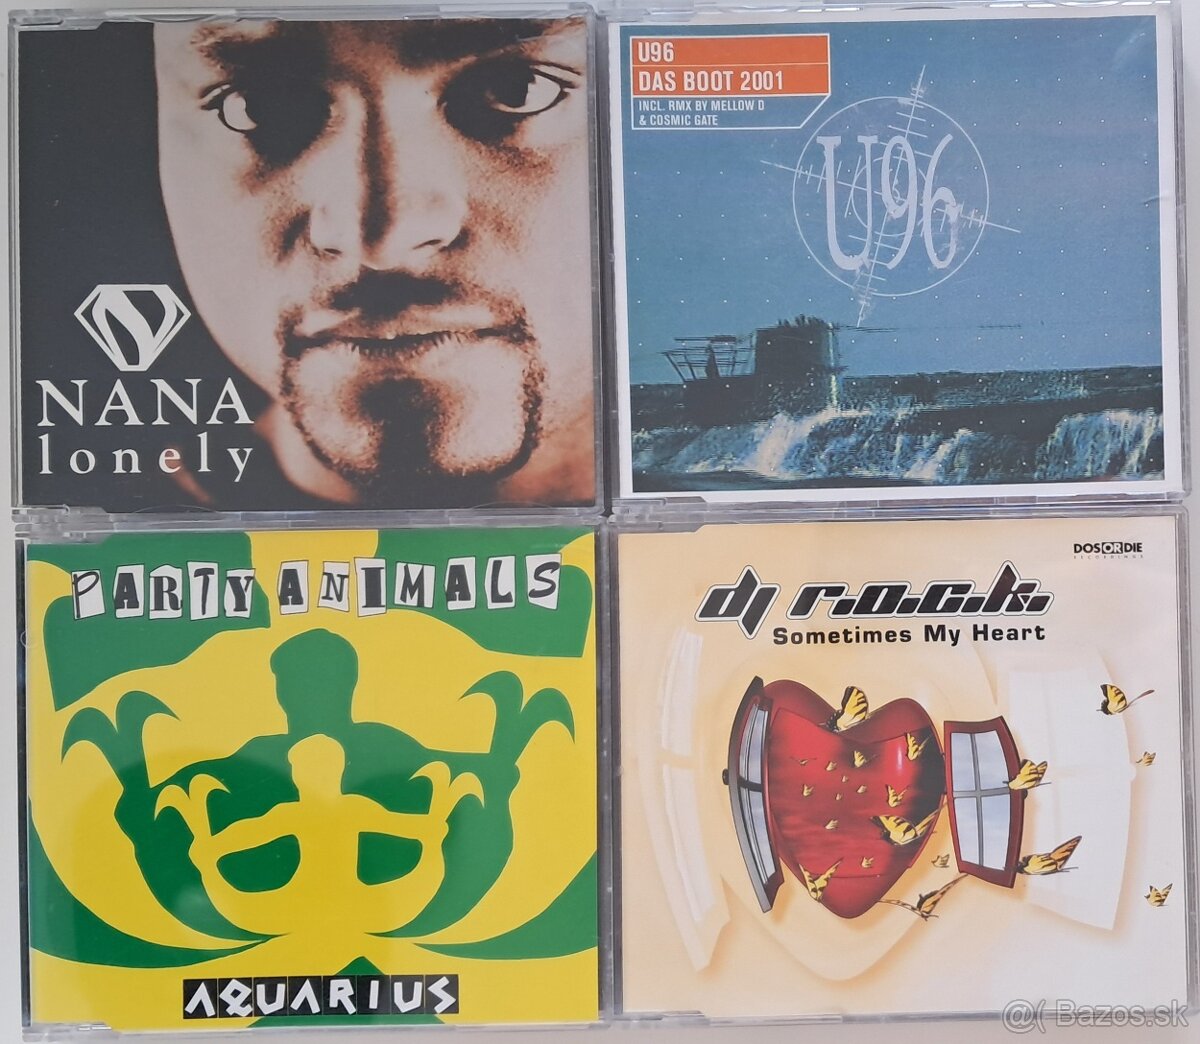 NANA
lonely
U96
DAS BOOT 2001
INCL. RMX BY MELLOW D
& COSMIC GATE
U96
PARTY ANIMALS
AQUARIUS
DOS OR DIE
RECORDINGS
dj r.o.c.k.
Sometimes My Heart
@( Bazos.sk